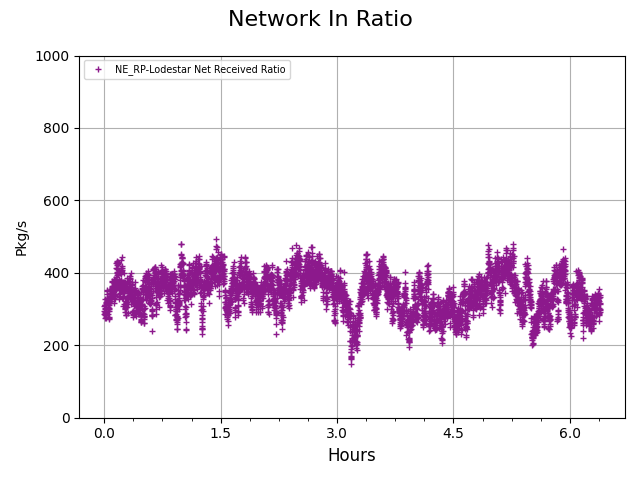 Network In Ratio
1000
NE_RP-Lodestar Net Received Ratio
800
600
Pkg/s
400
200
0
0.0 1.5 3.0 4.5 6.0
Hours